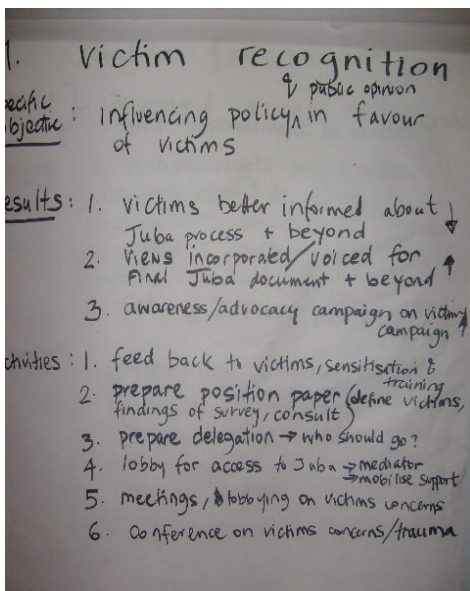 1. victim recognition
& public opinion
pecific
bjective: influencing policy^ in favour
of victims
esults: 1. victims better informed about ↓
Juba process + beyond
2. views incorporated/voiced for ↑
Final Juba document + beyond
3. awareness/advocacy campaign on victims
campaign ↑
ctivities: 1. feed back to victims, sensitisation &
training
2. prepare position paper (define victims,
findings of survey, consult)
3. prepare delegation → who should go?
4. lobby for access to Juba → mediator
→ mobilise support
5. meetings, lobbying on victims concerns
6. conference on victims concerns/trauma